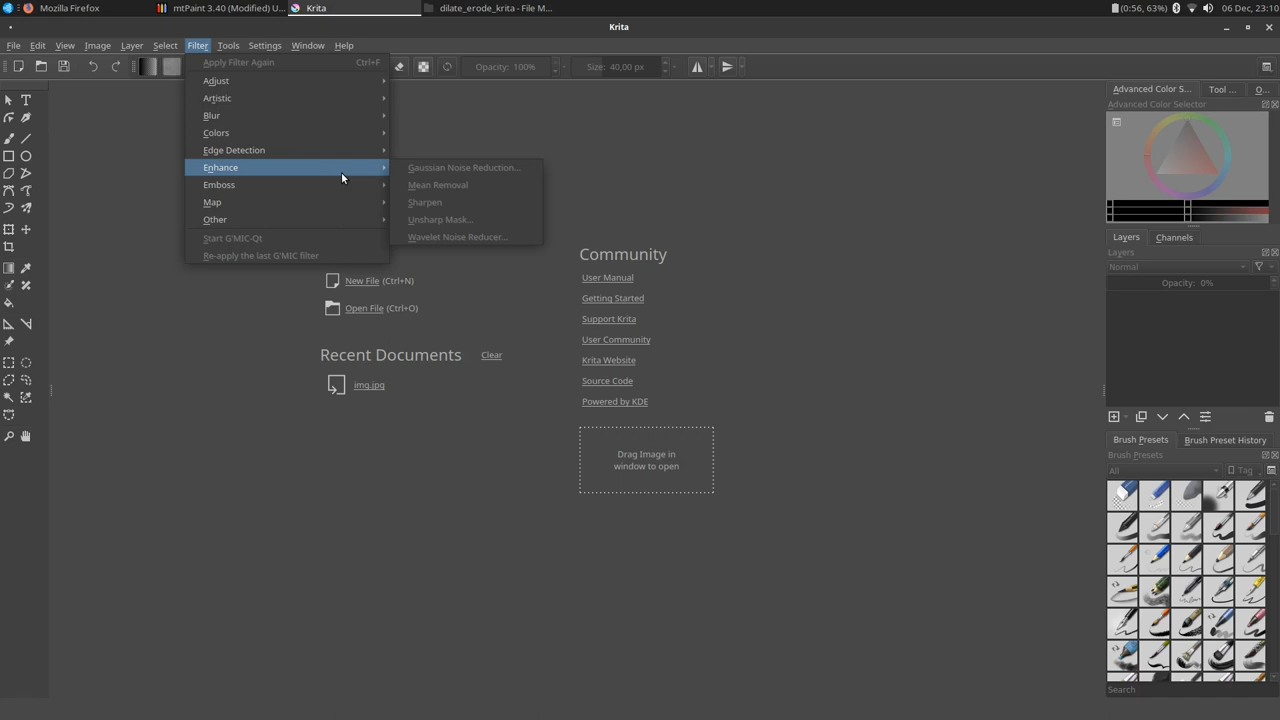 Mozilla Firefox
mtPaint 3.40 (Modified) U...
Krita
dilate_erode_krita - File M...
(0:56, 63%)
06 Dec, 23:10
Krita
File Edit View Image Layer Select Filter Tools Settings Window Help
Opacity: 100%
Size: 40,00 px
Apply Filter Again Ctrl+F
Adjust
Artistic
Blur
Colors
Edge Detection
Enhance
Emboss
Map
Other
Start G'MIC-Qt
Re-apply the last G'MIC filter
Gaussian Noise Reduction...
Mean Removal
Sharpen
Unsharp Mask...
Wavelet Noise Reducer...
New File (Ctrl+N)
Open File (Ctrl+O)
Recent Documents Clear
img.jpg
Community
User Manual
Getting Started
Support Krita
User Community
Krita Website
Source Code
Powered by KDE
Drag Image in
window to open
Advanced Color S... Tool ... O...
Advanced Color Selector
Layers Channels
Layers
Normal
Opacity: 0%
Brush Presets Brush Preset History
Brush Presets
All Tag
Search